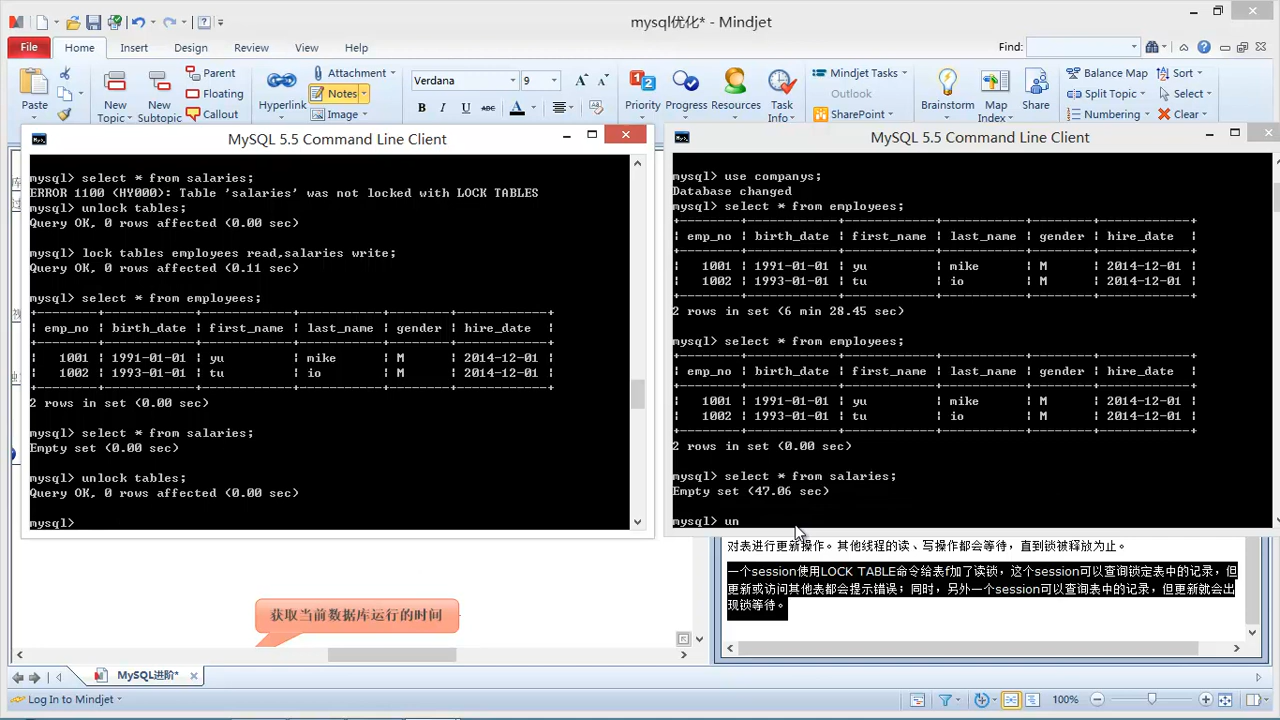 mysql优化* - Mindjet
File Home Insert Design Review View Help
Find:
Paste
New Topic
New Subtopic
Parent
Floating
Callout
Hyperlink
Attachment
Notes
Image
Verdana 9
B I U abc A
Priority
Progress
Resources
Task Info
Mindjet Tasks
Outlook
SharePoint
Brainstorm
Map Index
Share
Balance Map
Split Topic
Numbering
Sort
Select
Clear
MySQL 5.5 Command Line Client
mysql> select * from salaries;
ERROR 1100 (HY000): Table 'salaries' was not locked with LOCK TABLES
mysql> unlock tables;
Query OK, 0 rows affected (0.00 sec)
mysql> lock tables employees read,salaries write;
Query OK, 0 rows affected (0.11 sec)
mysql> select * from employees;
+--------+------------+------------+-----------+--------+------------+
| emp_no | birth_date | first_name | last_name | gender | hire_date |
+--------+------------+------------+-----------+--------+------------+
| 1001 | 1991-01-01 | yu | mike | M | 2014-12-01 |
| 1002 | 1993-01-01 | tu | io | M | 2014-12-01 |
+--------+------------+------------+-----------+--------+------------+
2 rows in set (0.00 sec)
mysql> select * from salaries;
Empty set (0.00 sec)
mysql> unlock tables;
Query OK, 0 rows affected (0.00 sec)
mysql>
MySQL 5.5 Command Line Client
mysql> use companys;
Database changed
mysql> select * from employees;
+--------+------------+------------+-----------+--------+------------+
| emp_no | birth_date | first_name | last_name | gender | hire_date |
+--------+------------+------------+-----------+--------+------------+
| 1001 | 1991-01-01 | yu | mike | M | 2014-12-01 |
| 1002 | 1993-01-01 | tu | io | M | 2014-12-01 |
+--------+------------+------------+-----------+--------+------------+
2 rows in set (6 min 28.45 sec)
mysql> select * from employees;
+--------+------------+------------+-----------+--------+------------+
| emp_no | birth_date | first_name | last_name | gender | hire_date |
+--------+------------+------------+-----------+--------+------------+
| 1001 | 1991-01-01 | yu | mike | M | 2014-12-01 |
| 1002 | 1993-01-01 | tu | io | M | 2014-12-01 |
+--------+------------+------------+-----------+--------+------------+
2 rows in set (0.00 sec)
mysql> select * from salaries;
Empty set (47.06 sec)
mysql> un
对表进行更新操作。其他线程的读、写操作都会等待，直到锁被释放为止。
一个session使用LOCK TABLE命令给表f加了读锁，这个session可以查询锁定表中的记录，但
更新或访问其他表都会提示错误；同时，另外一个session可以查询表中的记录，但更新就会出
现锁等待。
获取当前数据库运行的时间
MySQL进阶*
Log In to Mindjet
100%